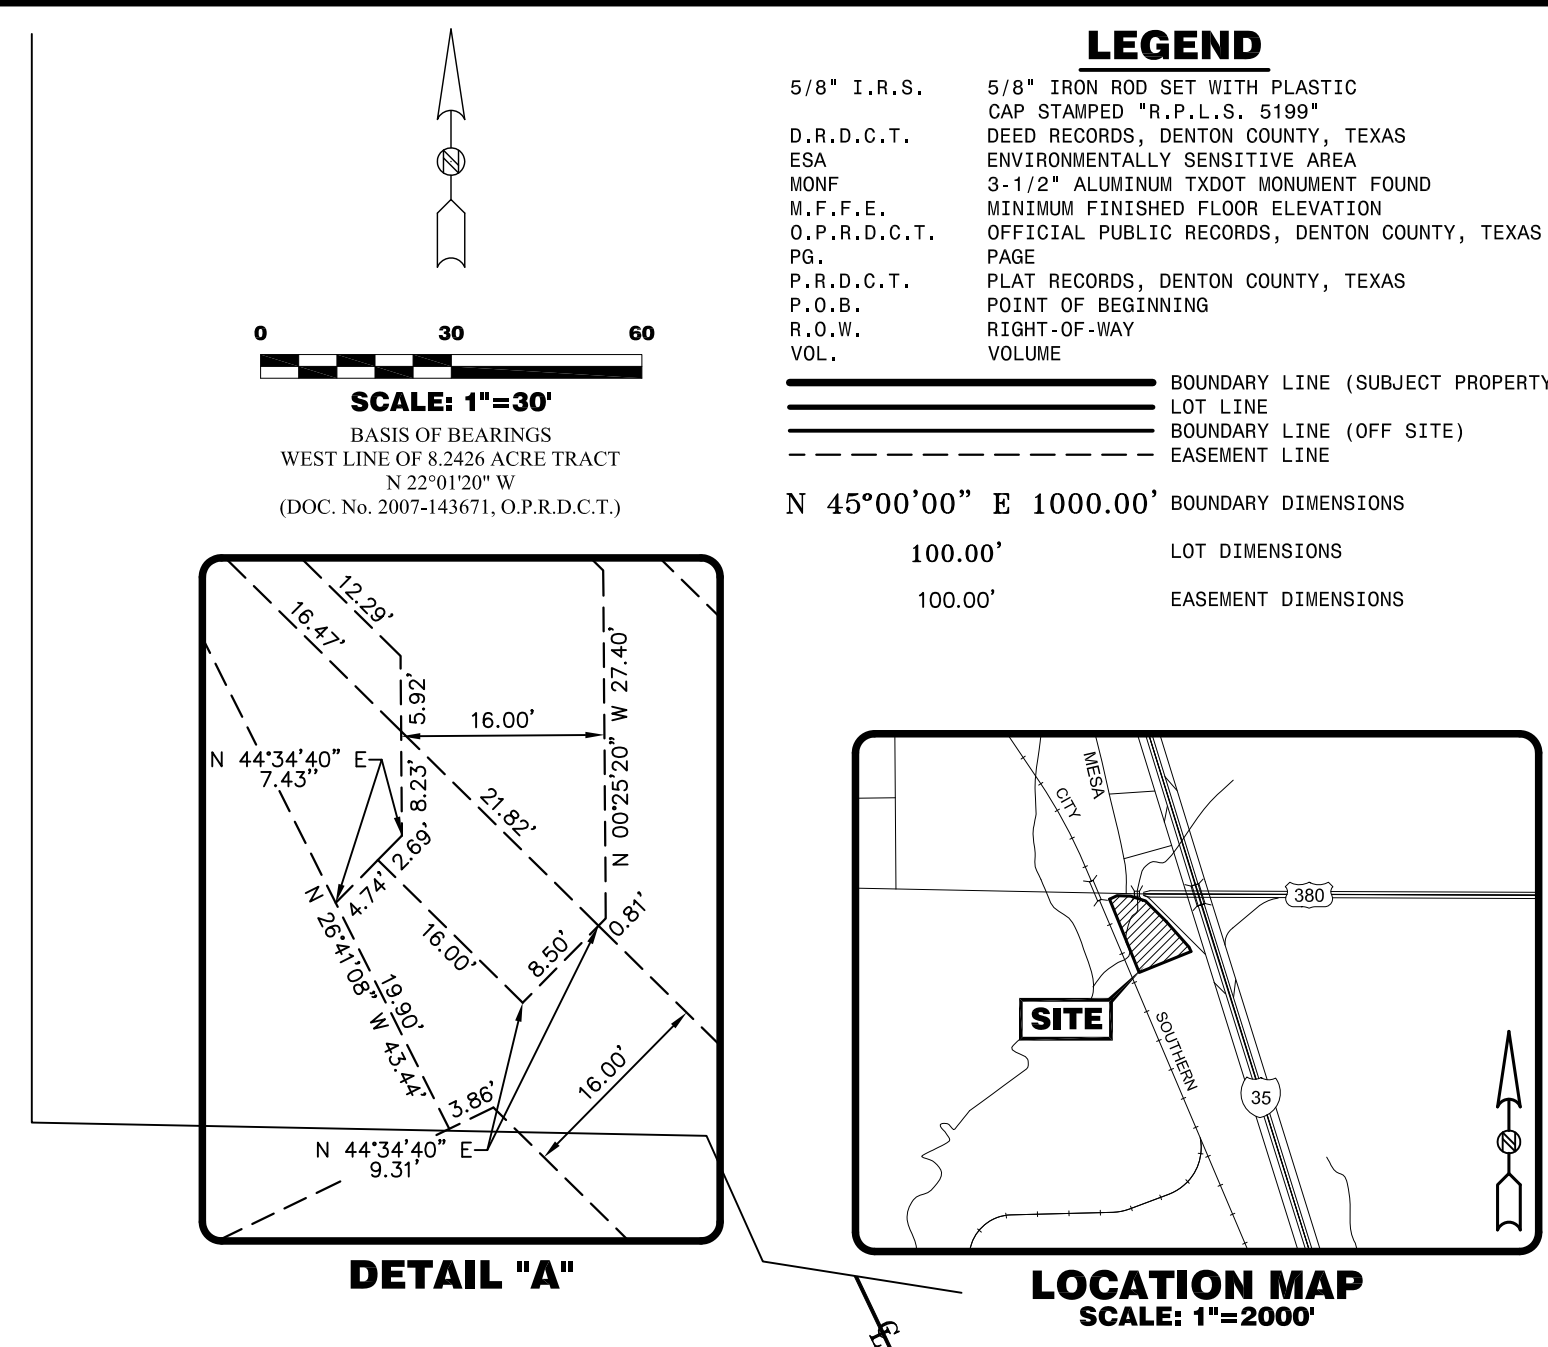 LEGEND
5/8" I.R.S. 5/8" IRON ROD SET WITH PLASTIC
CAP STAMPED "R.P.L.S. 5199"
D.R.D.C.T. DEED RECORDS, DENTON COUNTY, TEXAS
ESA ENVIRONMENTALLY SENSITIVE AREA
MONF 3-1/2" ALUMINUM TXDOT MONUMENT FOUND
M.F.F.E. MINIMUM FINISHED FLOOR ELEVATION
O.P.R.D.C.T. OFFICIAL PUBLIC RECORDS, DENTON COUNTY, TEXAS
PG. PAGE
P.R.D.C.T. PLAT RECORDS, DENTON COUNTY, TEXAS
P.O.B. POINT OF BEGINNING
R.O.W. RIGHT-OF-WAY
VOL. VOLUME
BOUNDARY LINE (SUBJECT PROPERTY
LOT LINE
BOUNDARY LINE (OFF SITE)
EASEMENT LINE
N 45°00'00" E 1000.00' BOUNDARY DIMENSIONS
100.00' LOT DIMENSIONS
100.00' EASEMENT DIMENSIONS
N
0 30 60
SCALE: 1"=30'
BASIS OF BEARINGS
WEST LINE OF 8.2426 ACRE TRACT
N 22°01'20" W
(DOC. No. 2007-143671, O.P.R.D.C.T.)
12.29'
16.47'
5.92'
16.00'
N 00°25'20" W 27.40'
N 44°34'40" E
7.43''
8.23'
21.82'
2.69'
4.74'
16.00'
8.50'
0.81'
N 26°41'08" W 43.44'
19.90'
3.86'
16.00'
N 44°34'40" E
9.31'
DETAIL "A"
MESA
CITY
380
SITE
SOUTHERN
35
N
LOCATION MAP
SCALE: 1"=2000'